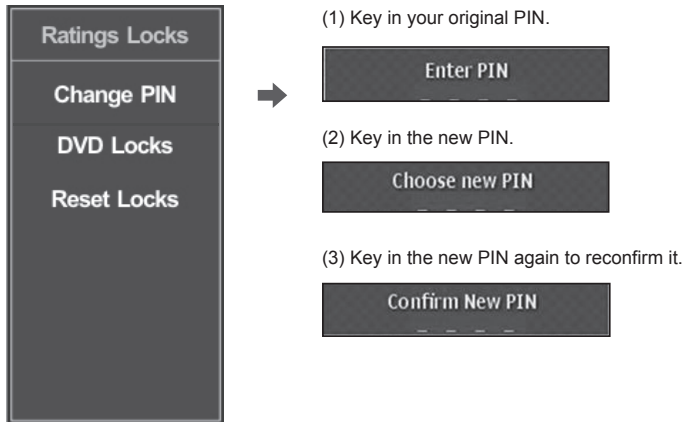 Ratings Locks
Change PIN
DVD Locks
Reset Locks
(1) Key in your original PIN.
Enter PIN
_ _ _ _
(2) Key in the new PIN.
Choose new PIN
_ _ _ _
(3) Key in the new PIN again to reconfirm it.
Confirm New PIN
_ _ _ _